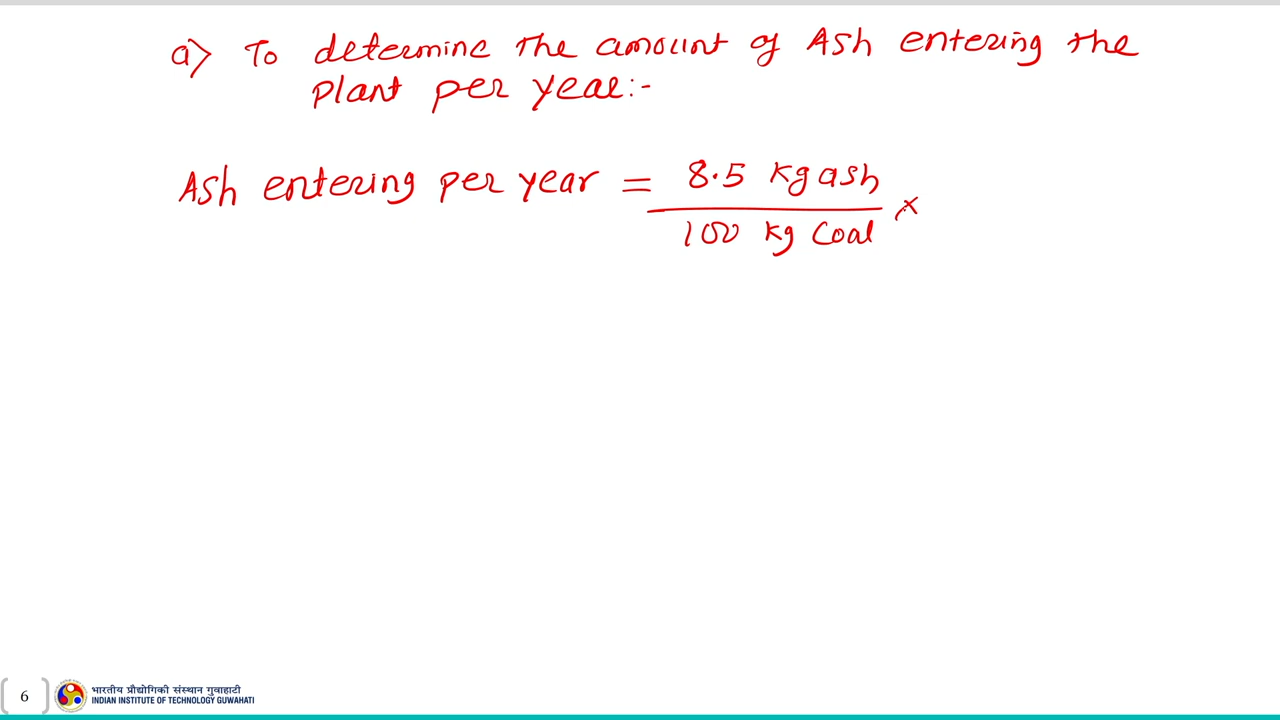 a) To determine the amount of Ash entering the
plant per year:-
Ash entering per year = 8.5 kg ash
100 kg Coal ×
6
भारतीय प्रौद्योगिकी संस्थान गुवाहाटी
INDIAN INSTITUTE OF TECHNOLOGY GUWAHATI